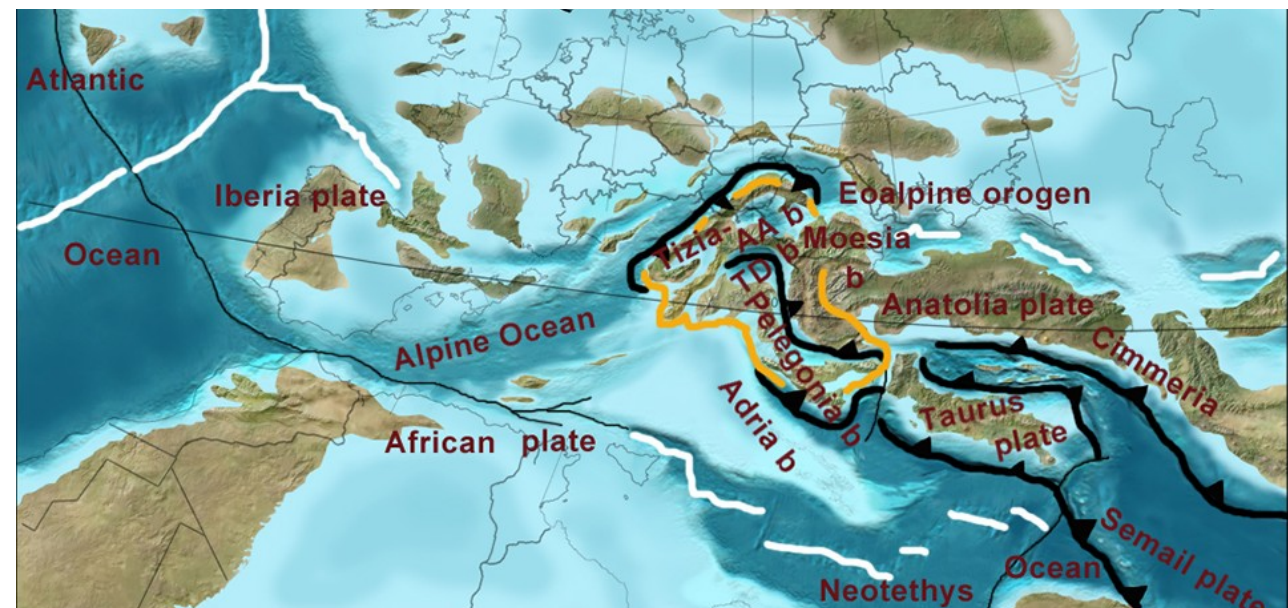 Atlantic
Ocean
Iberia plate
Eoalpine orogen
Tizia-
AA b
TD b
Moesia
b
Anatolia plate
Alpine Ocean
Pelegonia b
Cimmeria
Adria b
Taurus
plate
African plate
Semail plate
Neotethys
Ocean